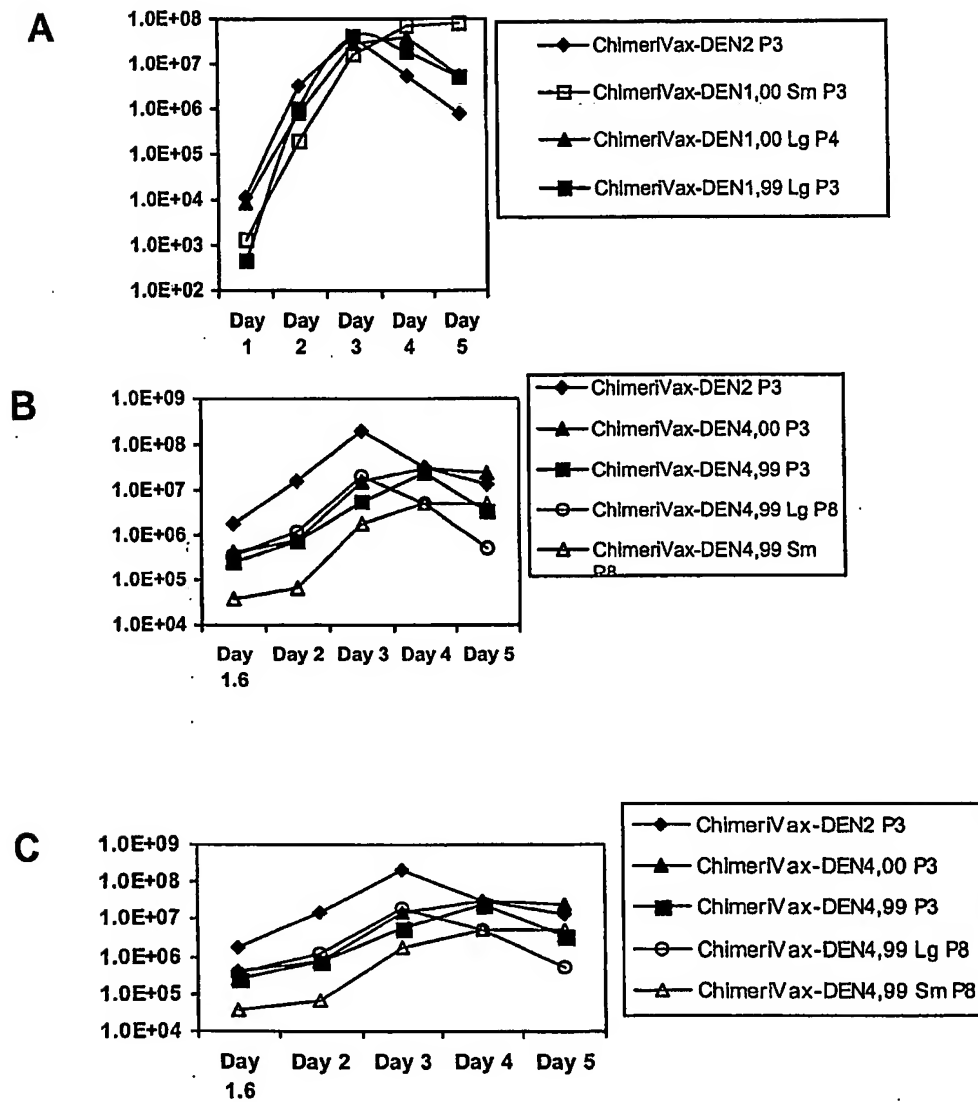 A
1.0E+08
1.0E+07
1.0E+06
1.0E+05
1.0E+04
1.0E+03
1.0E+02
Day 1
Day 2
Day 3
Day 4
Day 5
ChimeriVax-DEN2 P3
ChimeriVax-DEN1,00 Sm P3
ChimeriVax-DEN1,00 Lg P4
ChimeriVax-DEN1,99 Lg P3
B
1.0E+09
1.0E+08
1.0E+07
1.0E+06
1.0E+05
1.0E+04
Day 1.6
Day 2
Day 3
Day 4
Day 5
ChimeriVax-DEN2 P3
ChimeriVax-DEN4,00 P3
ChimeriVax-DEN4,99 P3
ChimeriVax-DEN4,99 Lg P8
ChimeriVax-DEN4,99 Sm
P8
C
1.0E+09
1.0E+08
1.0E+07
1.0E+06
1.0E+05
1.0E+04
Day 1.6
Day 2
Day 3
Day 4
Day 5
ChimeriVax-DEN2 P3
ChimeriVax-DEN4,00 P3
ChimeriVax-DEN4,99 P3
ChimeriVax-DEN4,99 Lg P8
ChimeriVax-DEN4,99 Sm P8